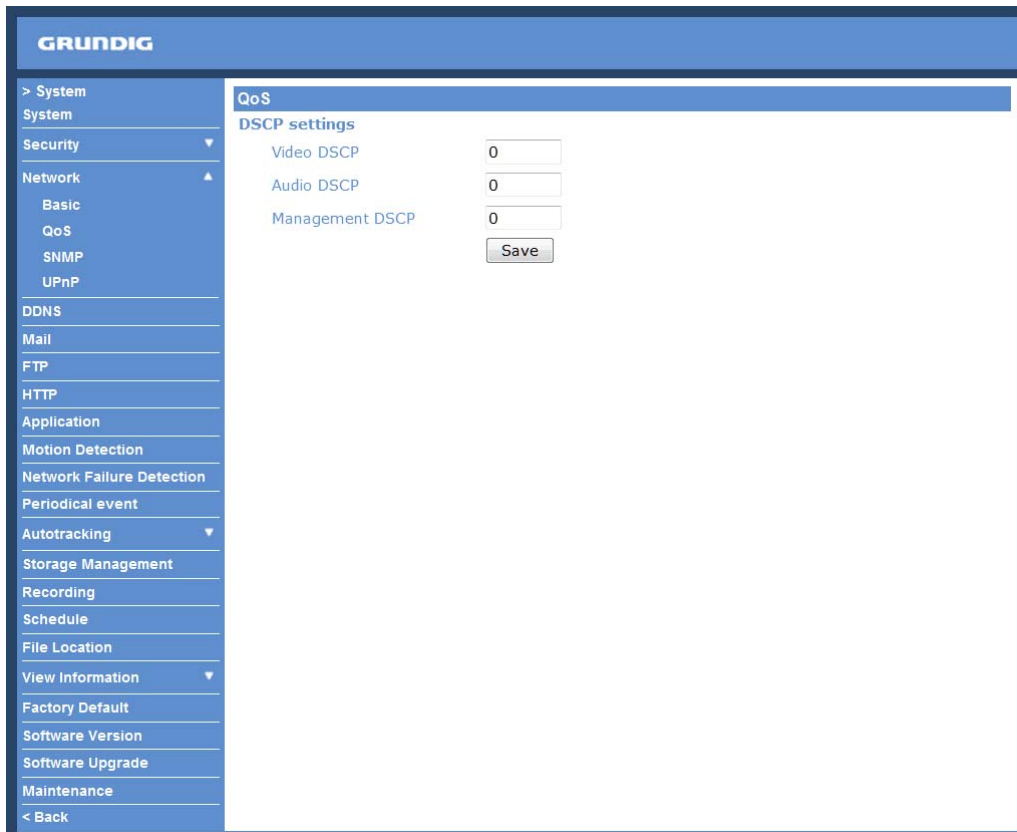 GRUNDIG
> System
System
Security
Network
Basic
QoS
SNMP
UPnP
DDNS
Mail
FTP
HTTP
Application
Motion Detection
Network Failure Detection
Periodical event
Autotracking
Storage Management
Recording
Schedule
File Location
View Information
Factory Default
Software Version
Software Upgrade
Maintenance
< Back
QoS
DSCP settings
Video DSCP 0
Audio DSCP 0
Management DSCP 0
Save